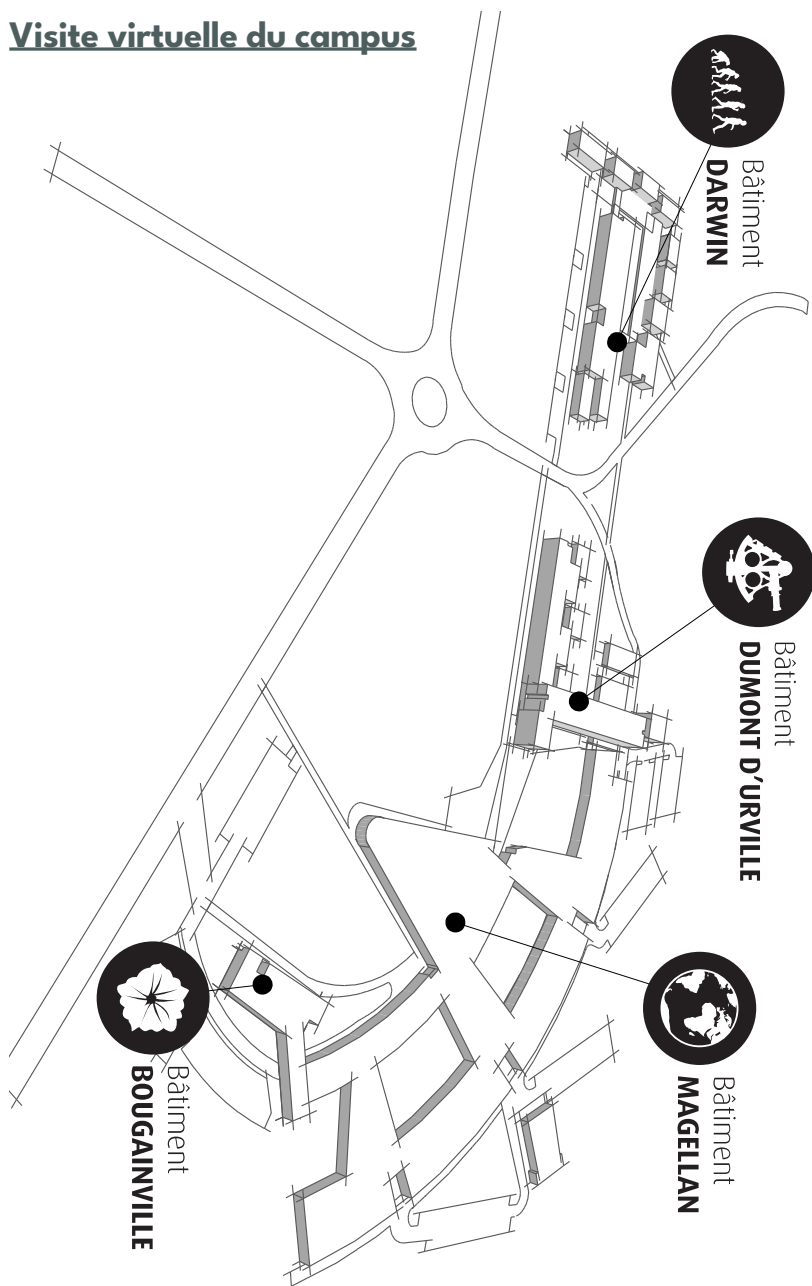 Visite virtuelle du campus
Bâtiment
DARWIN
Bâtiment
DUMONT D'URVILLE
Bâtiment
MAGELLAN
Bâtiment
BOUGAINVILLE